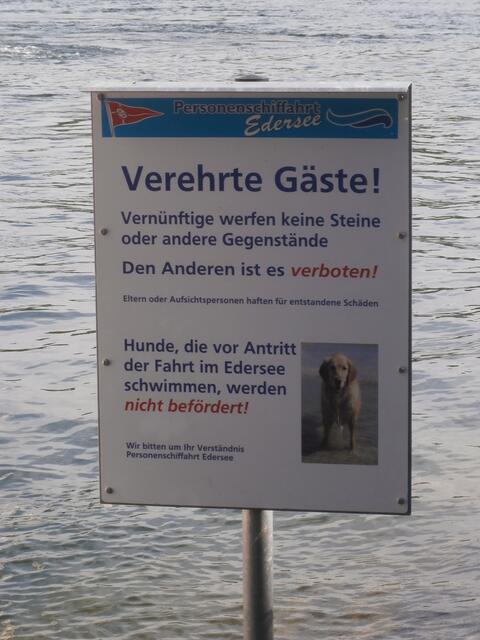 Personenschiffahrt
Edersee
Verehrte Gäste!
Vernünftige werfen keine Steine
oder andere Gegenstände
Den Anderen ist es verboten!
Eltern oder Aufsichtspersonen haften für entstandene Schäden
Hunde, die vor Antritt
der Fahrt im Edersee
schwimmen, werden
nicht befördert!
Wir bitten um Ihr Verständnis
Personenschiffahrt Edersee